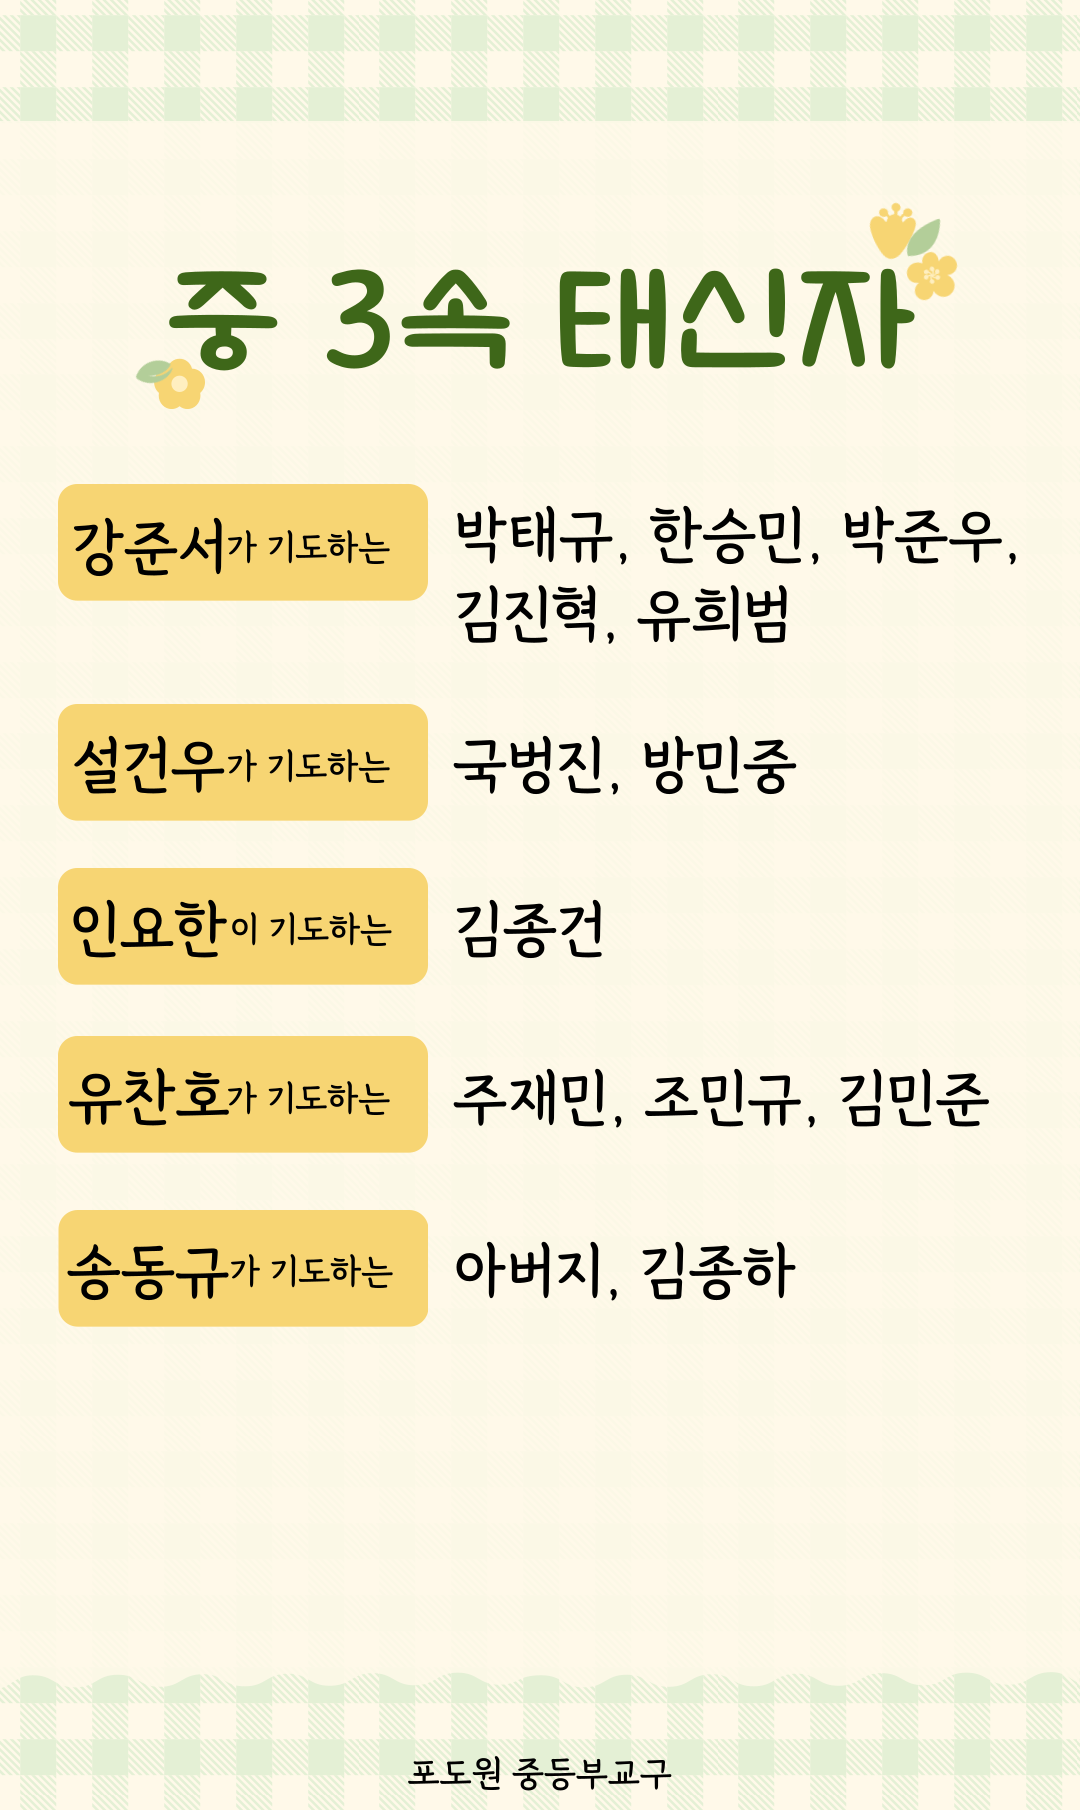 중 3속 태신자
강준서가 기도하는 박태규, 한승민, 박준우,
김진혁, 유희범
설건우가 기도하는 국범진, 방민중
인요한이 기도하는 김종건
유찬호가 기도하는 주재민, 조민규, 김민준
송동규가 기도하는 아버지, 김종하
포도원 중등부교구